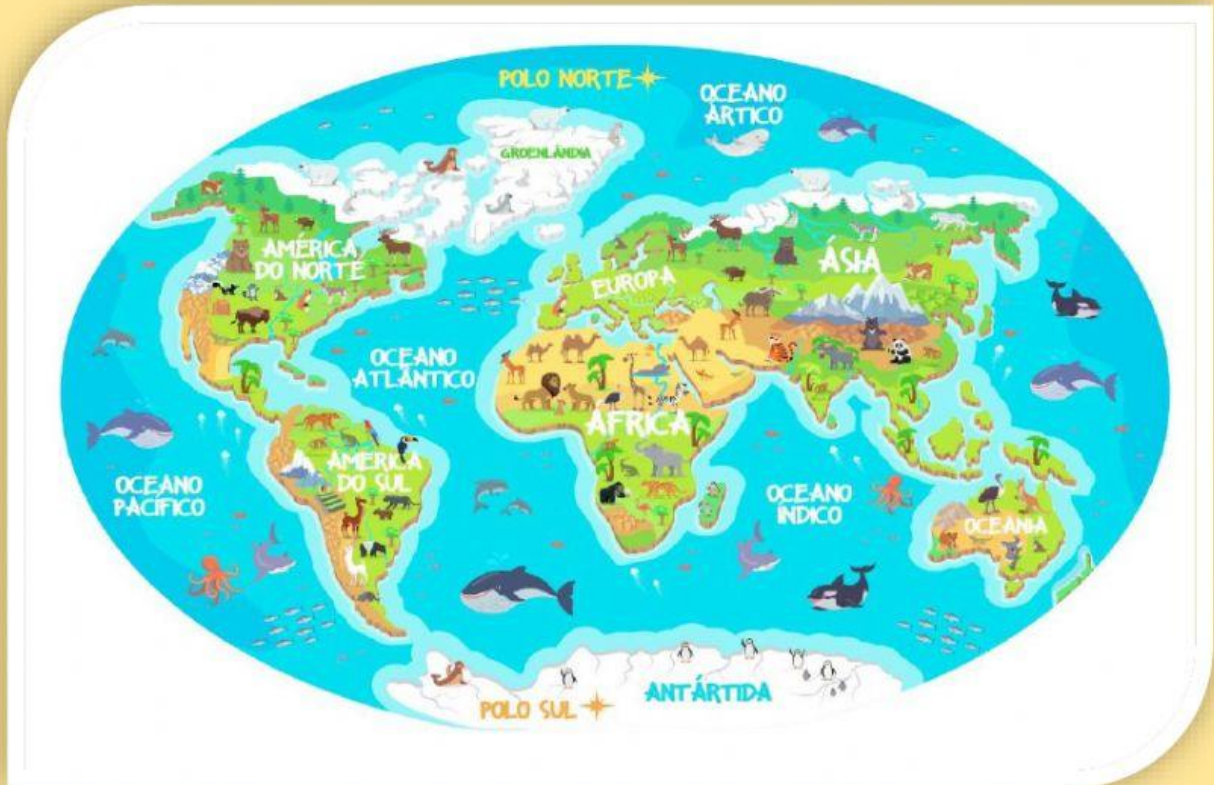 POLO NORTE
OCEANO
ÁRTICO
GROENLÂNDIA
AMÉRICA
DO NORTE
EUROPA
ÁSIA
OCEANO
ATLÂNTICO
ÁFRICA
AMÉRICA
DO SUL
OCEANO
PACÍFICO
OCEANO
ÍNDICO
OCEANIA
ANTÁRTIDA
POLO SUL